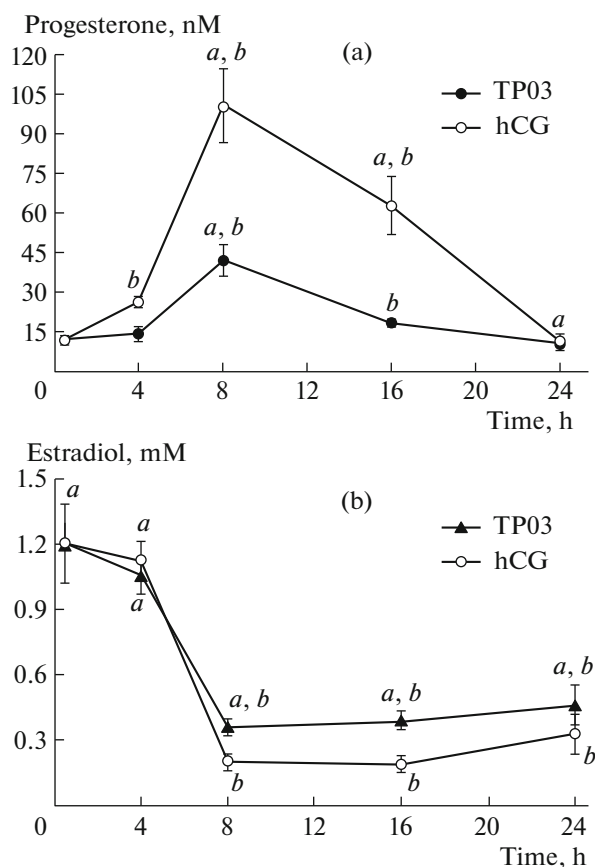 Progesterone, nM
(a)
120
105
90
75
60
45
30
15
0
a, b
TP03
hCG
a, b
b
a, b
b
a
4
8
12
16
20
24
Time, h
Estradiol, mM
(b)
1.5
1.2
0.9
0.6
0.3
0
a
a
a
TP03
hCG
a, b
a, b
a, b
b
b
b
4
8
12
16
20
24
Time, h